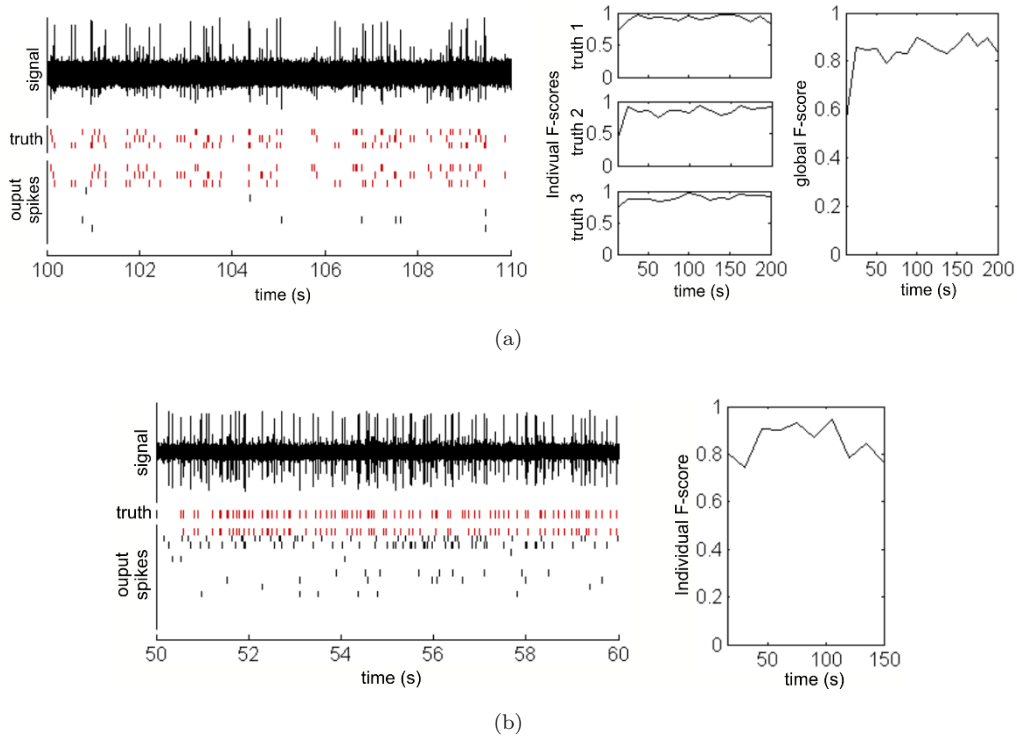 signal
truth
ouput
spikes
100 102 104 106 108 110
time (s)
Indivual F-scores
truth 1
1
0.5
0
truth 2
1
0.5
0
truth 3
1
0.5
0
50 100 150 200
time (s)
global F-score
1
0.8
0.6
0.4
0.2
0
50 100 150 200
time (s)
(a)
signal
truth
ouput
spikes
50 52 54 56 58 60
time (s)
Individual F-score
1
0.8
0.6
0.4
0.2
0
50 100 150
time (s)
(b)